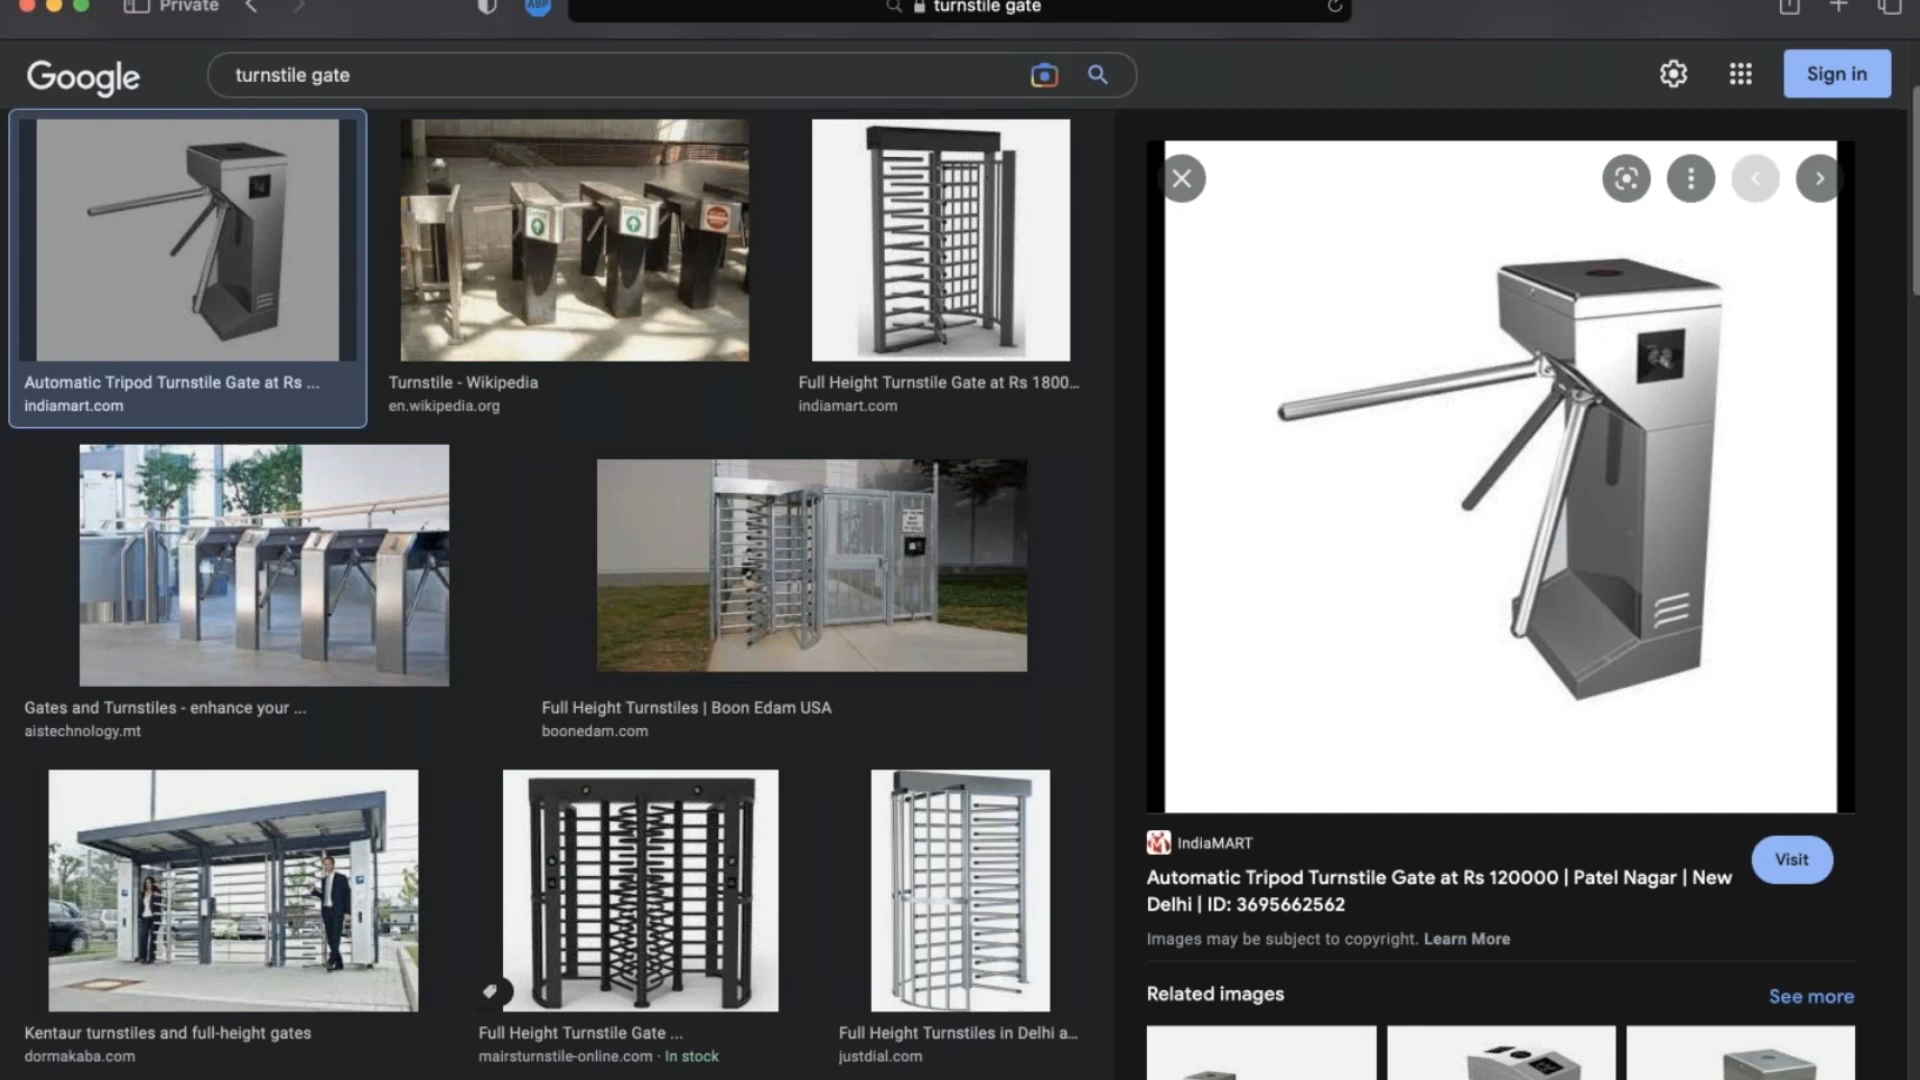 Private
ABP
turnstile gate
Google
turnstile gate
Sign in
Automatic Tripod Turnstile Gate at Rs ...
indiamart.com
Turnstile - Wikipedia
en.wikipedia.org
Full Height Turnstile Gate at Rs 1800...
indiamart.com
Gates and Turnstiles - enhance your ...
aistechnology.mt
Full Height Turnstiles | Boon Edam USA
boonedam.com
Kentaur turnstiles and full-height gates
dormakaba.com
Full Height Turnstile Gate ...
mairsturnstile-online.com · In stock
Full Height Turnstiles in Delhi a...
justdial.com
IndiaMART
Visit
Automatic Tripod Turnstile Gate at Rs 120000 | Patel Nagar | New
Delhi | ID: 3695662562
Images may be subject to copyright. Learn More
Related images
See more